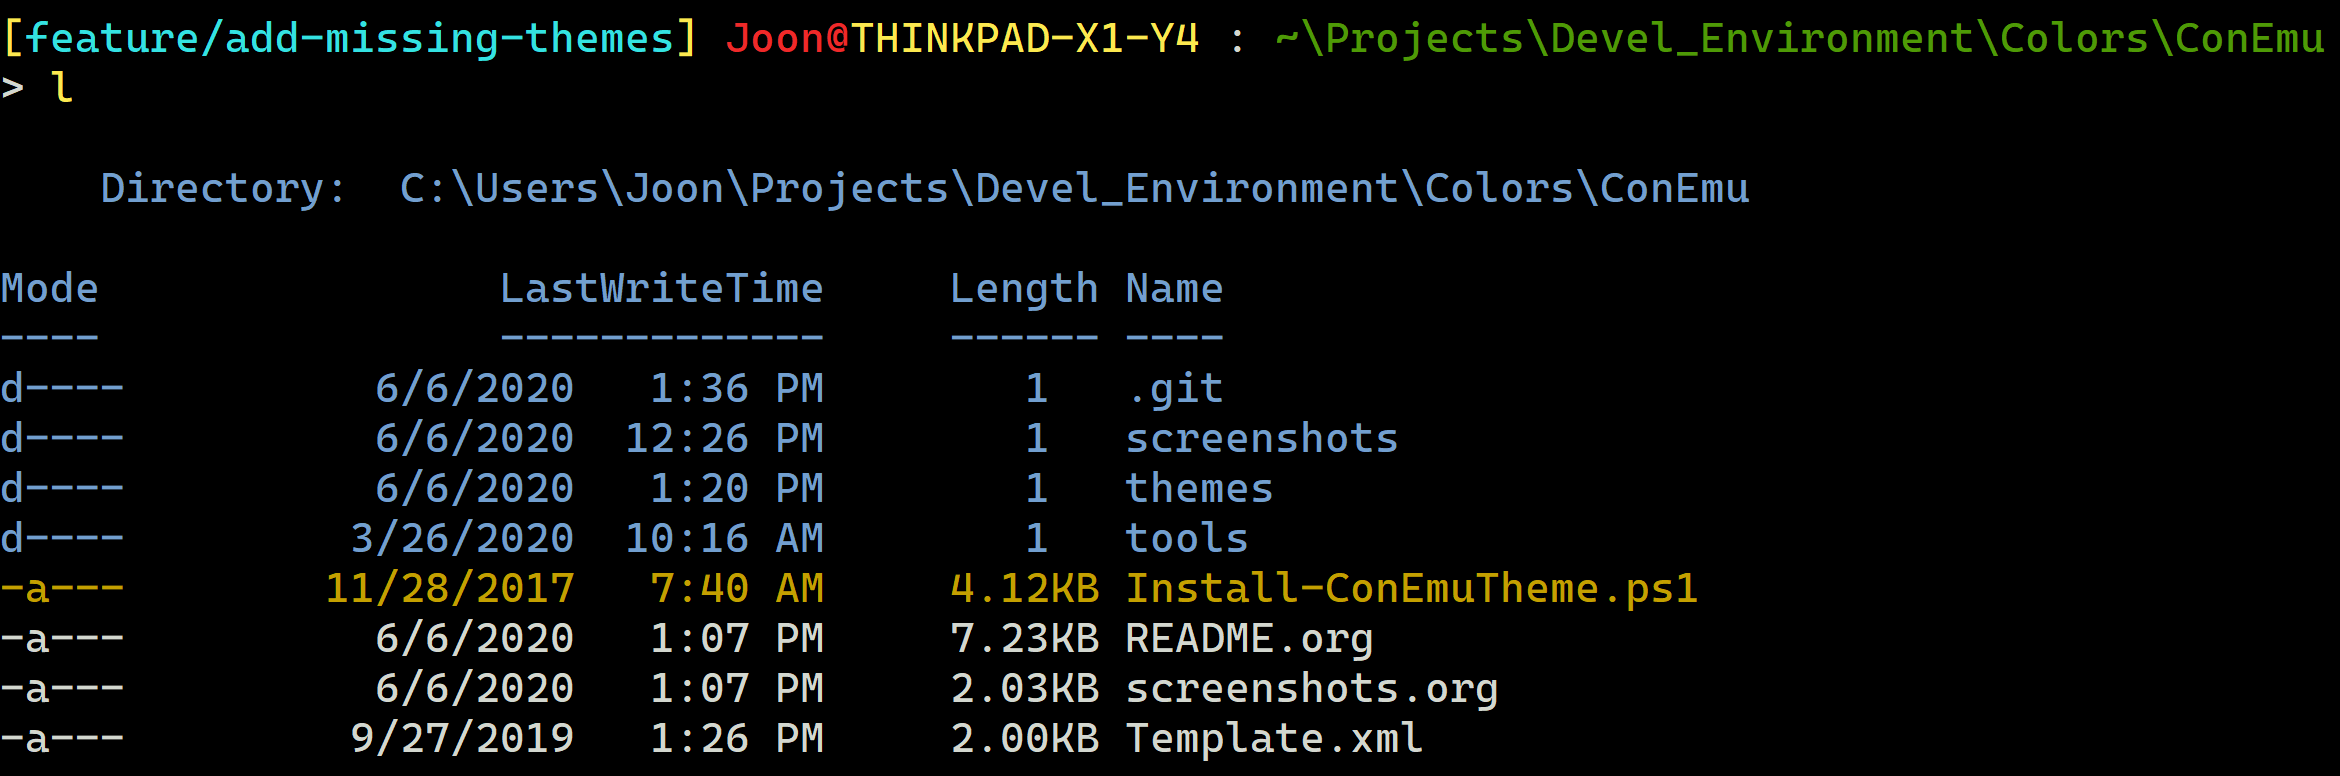 [feature/add-missing-themes] Joon@THINKPAD-X1-Y4 : ~\Projects\Devel_Environment\Colors\ConEmu
> l
Directory:  C:\Users\Joon\Projects\Devel_Environment\Colors\ConEmu
Mode                LastWriteTime     Length Name
----                -------------     ------ ----
d----          6/6/2020   1:36 PM        1   .git
d----          6/6/2020  12:26 PM        1   screenshots
d----          6/6/2020   1:20 PM        1   themes
d----         3/26/2020  10:16 AM        1   tools
-a---        11/28/2017   7:40 AM     4.12KB Install-ConEmuTheme.ps1
-a---          6/6/2020   1:07 PM     7.23KB README.org
-a---          6/6/2020   1:07 PM     2.03KB screenshots.org
-a---         9/27/2019   1:26 PM     2.00KB Template.xml